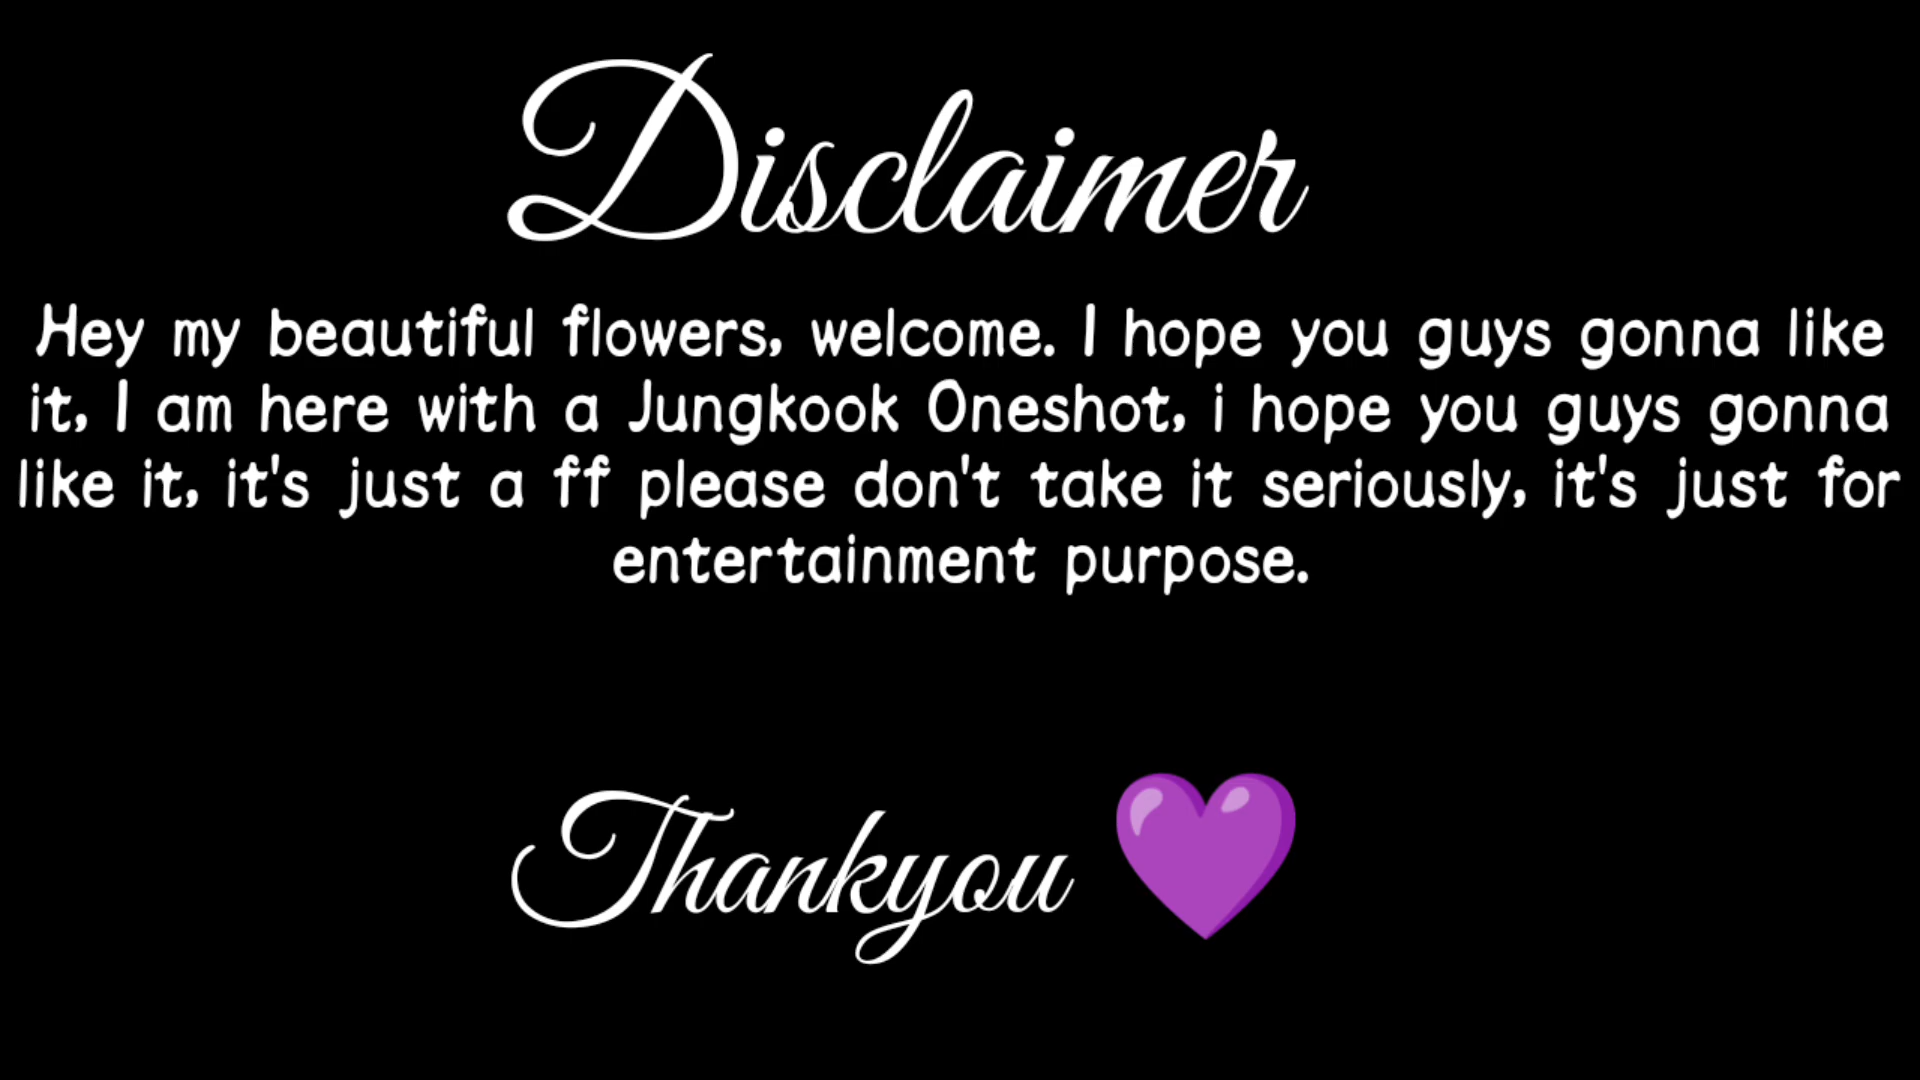 Disclaimer
Hey my beautiful flowers, welcome. I hope you guys gonna like
it, I am here with a Jungkook Oneshot, i hope you guys gonna
like it, it's just a ff please don't take it seriously, it's just for
entertainment purpose.
Thankyou 💜